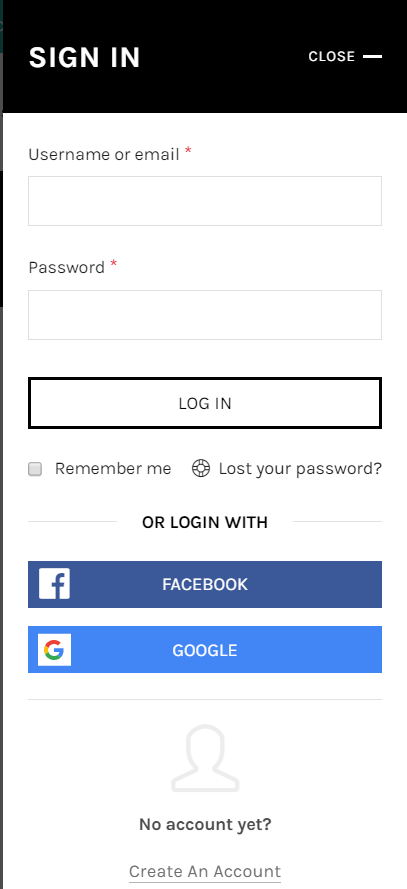 SIGN IN
CLOSE
Username or email *
Password *
LOG IN
Remember me
Lost your password?
OR LOGIN WITH
FACEBOOK
GOOGLE
No account yet?
Create An Account